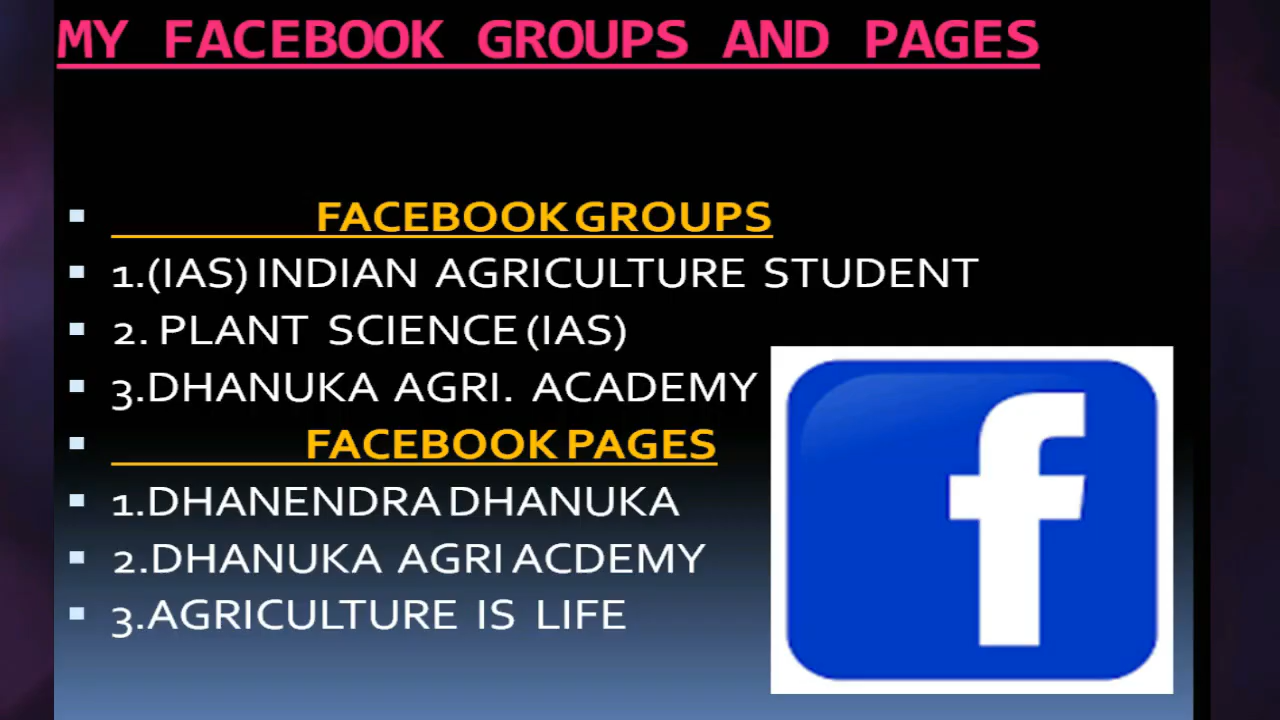 MY FACEBOOK GROUPS AND PAGES
FACEBOOK GROUPS
1.(IAS) INDIAN AGRICULTURE STUDENT
2. PLANT SCIENCE (IAS)
3.DHANUKA AGRI. ACADEMY
FACEBOOK PAGES
1.DHANENDRA DHANUKA
2.DHANUKA AGRI ACDEMY
3.AGRICULTURE IS LIFE
f